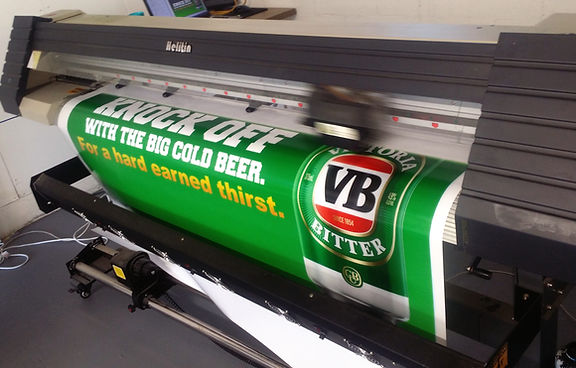 Helitin
KNOCK OFF
WITH THE BIG COLD BEER.
For a hard earned thirst.
VICTORIA
VB
SINCE 1854
BITTER